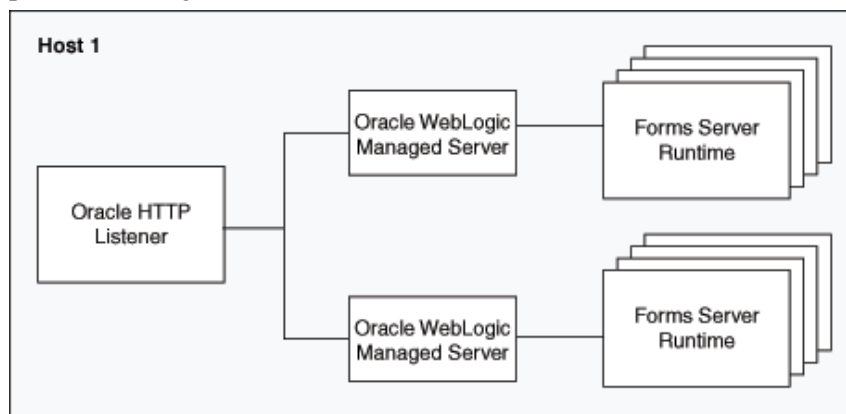 Host 1
Oracle HTTP
Listener
Oracle WebLogic
Managed Server
Forms Server
Runtime
Oracle WebLogic
Managed Server
Forms Server
Runtime